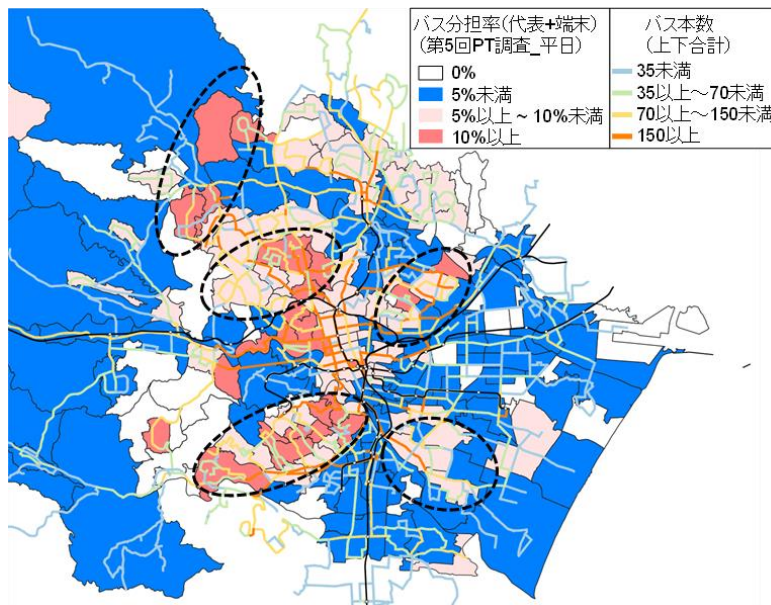 バス分担率(代表+端末)
(第5回PT調査_平日)
0%
5%未満
5%以上~10%未満
10%以上
バス本数
(上下合計)
35未満
35以上～70未満
70以上～150未満
150以上